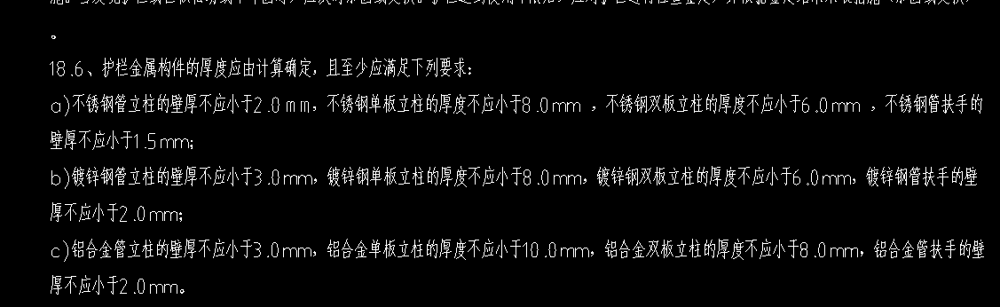 。
18.6、护栏金属构件的厚度应由计算确定，且至少应满足下列要求：
a)不锈钢管立柱的壁厚不应小于2.0mm，不锈钢单板立柱的厚度不应小于8.0mm ，不锈钢双板立柱的厚度不应小于6.0mm ，不锈钢管扶手的
壁厚不应小于1.5mm；
b)镀锌钢管立柱的壁厚不应小于3.0mm，镀锌钢单板立柱的厚度不应小于8.0mm，镀锌钢双板立柱的厚度不应小于6.0mm，镀锌钢管扶手的壁
厚不应小于2.0mm；
c)铝合金管立柱的壁厚不应小于3.0mm，铝合金单板立柱的厚度不应小于10.0mm，铝合金双板立柱的厚度不应小于8.0mm，铝合金管扶手的壁
厚不应小于2.0mm。